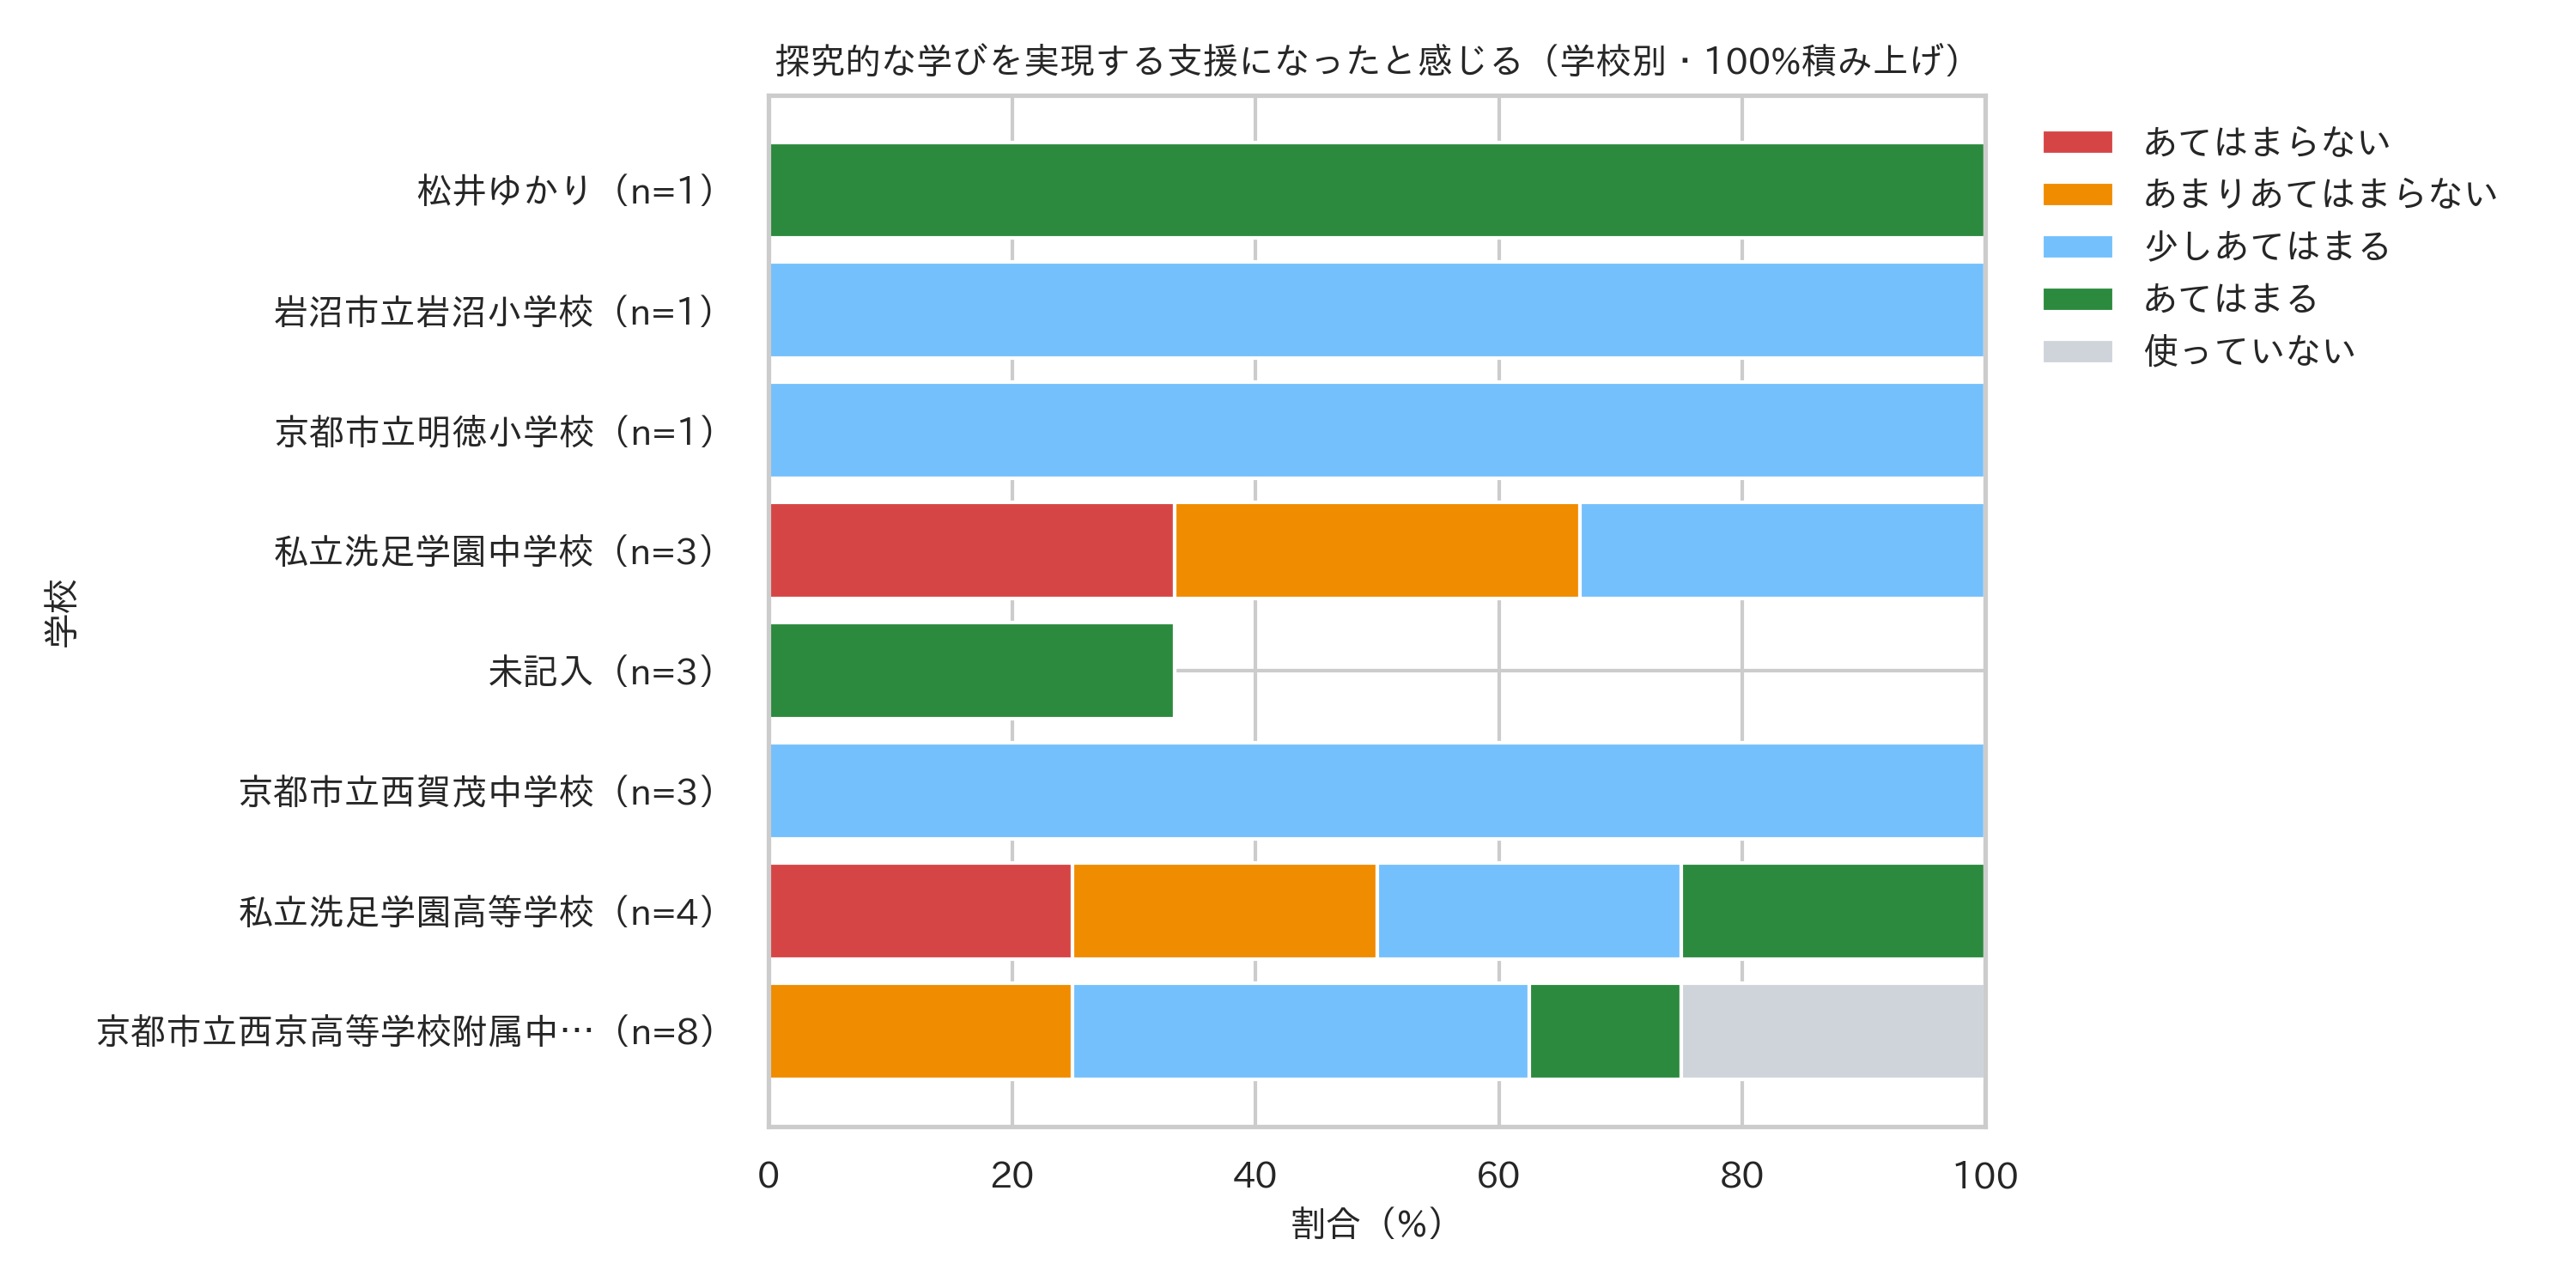 探究的な学びを実現する支援になったと感じる（学校別・100%積み上げ）
学校
松井ゆかり（n=1）
岩沼市立岩沼小学校（n=1）
京都市立明徳小学校（n=1）
私立洗足学園中学校（n=3）
未記入（n=3）
京都市立西賀茂中学校（n=3）
私立洗足学園高等学校（n=4）
京都市立西京高等学校附属中…（n=8）
0 20 40 60 80 100
割合（%）
あてはまらない
あまりあてはまらない
少しあてはまる
あてはまる
使っていない